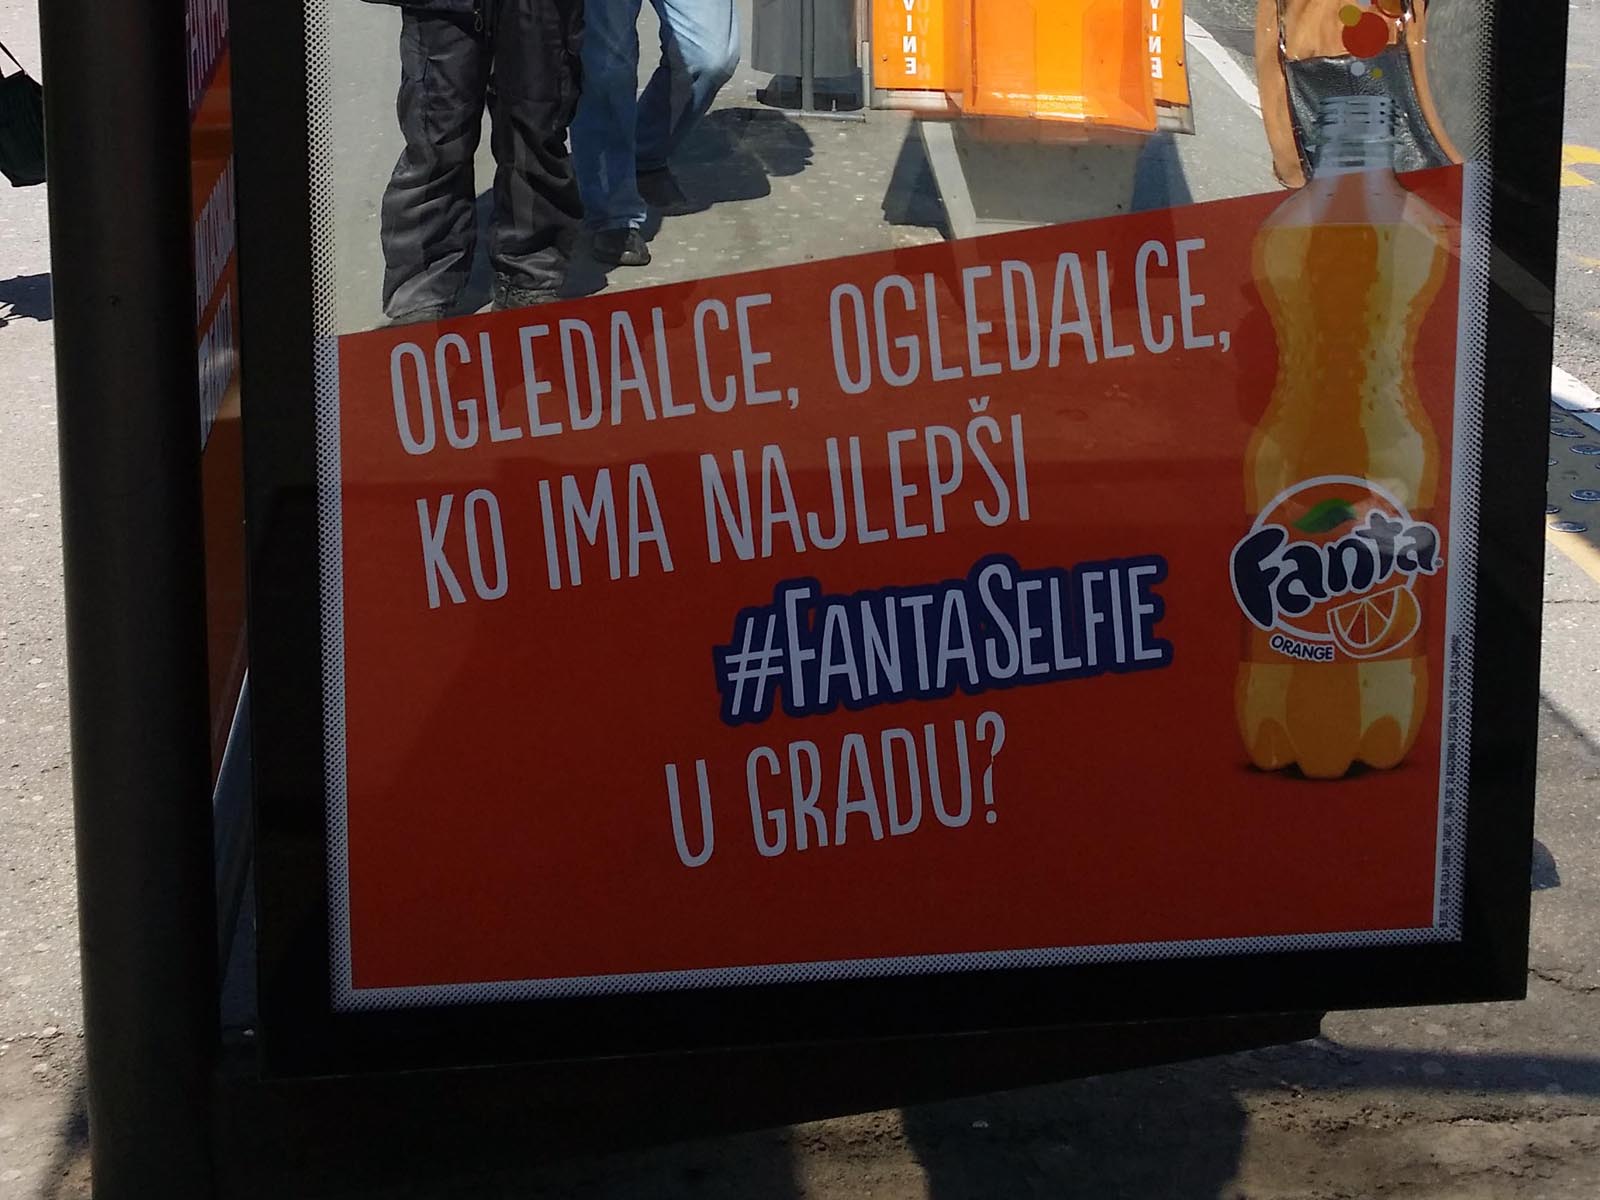 OGLEDALCE, OGLEDALCE,
KO IMA NAJLEPŠI
#FANTASELFIE
U GRADU?
Fanta
ORANGE